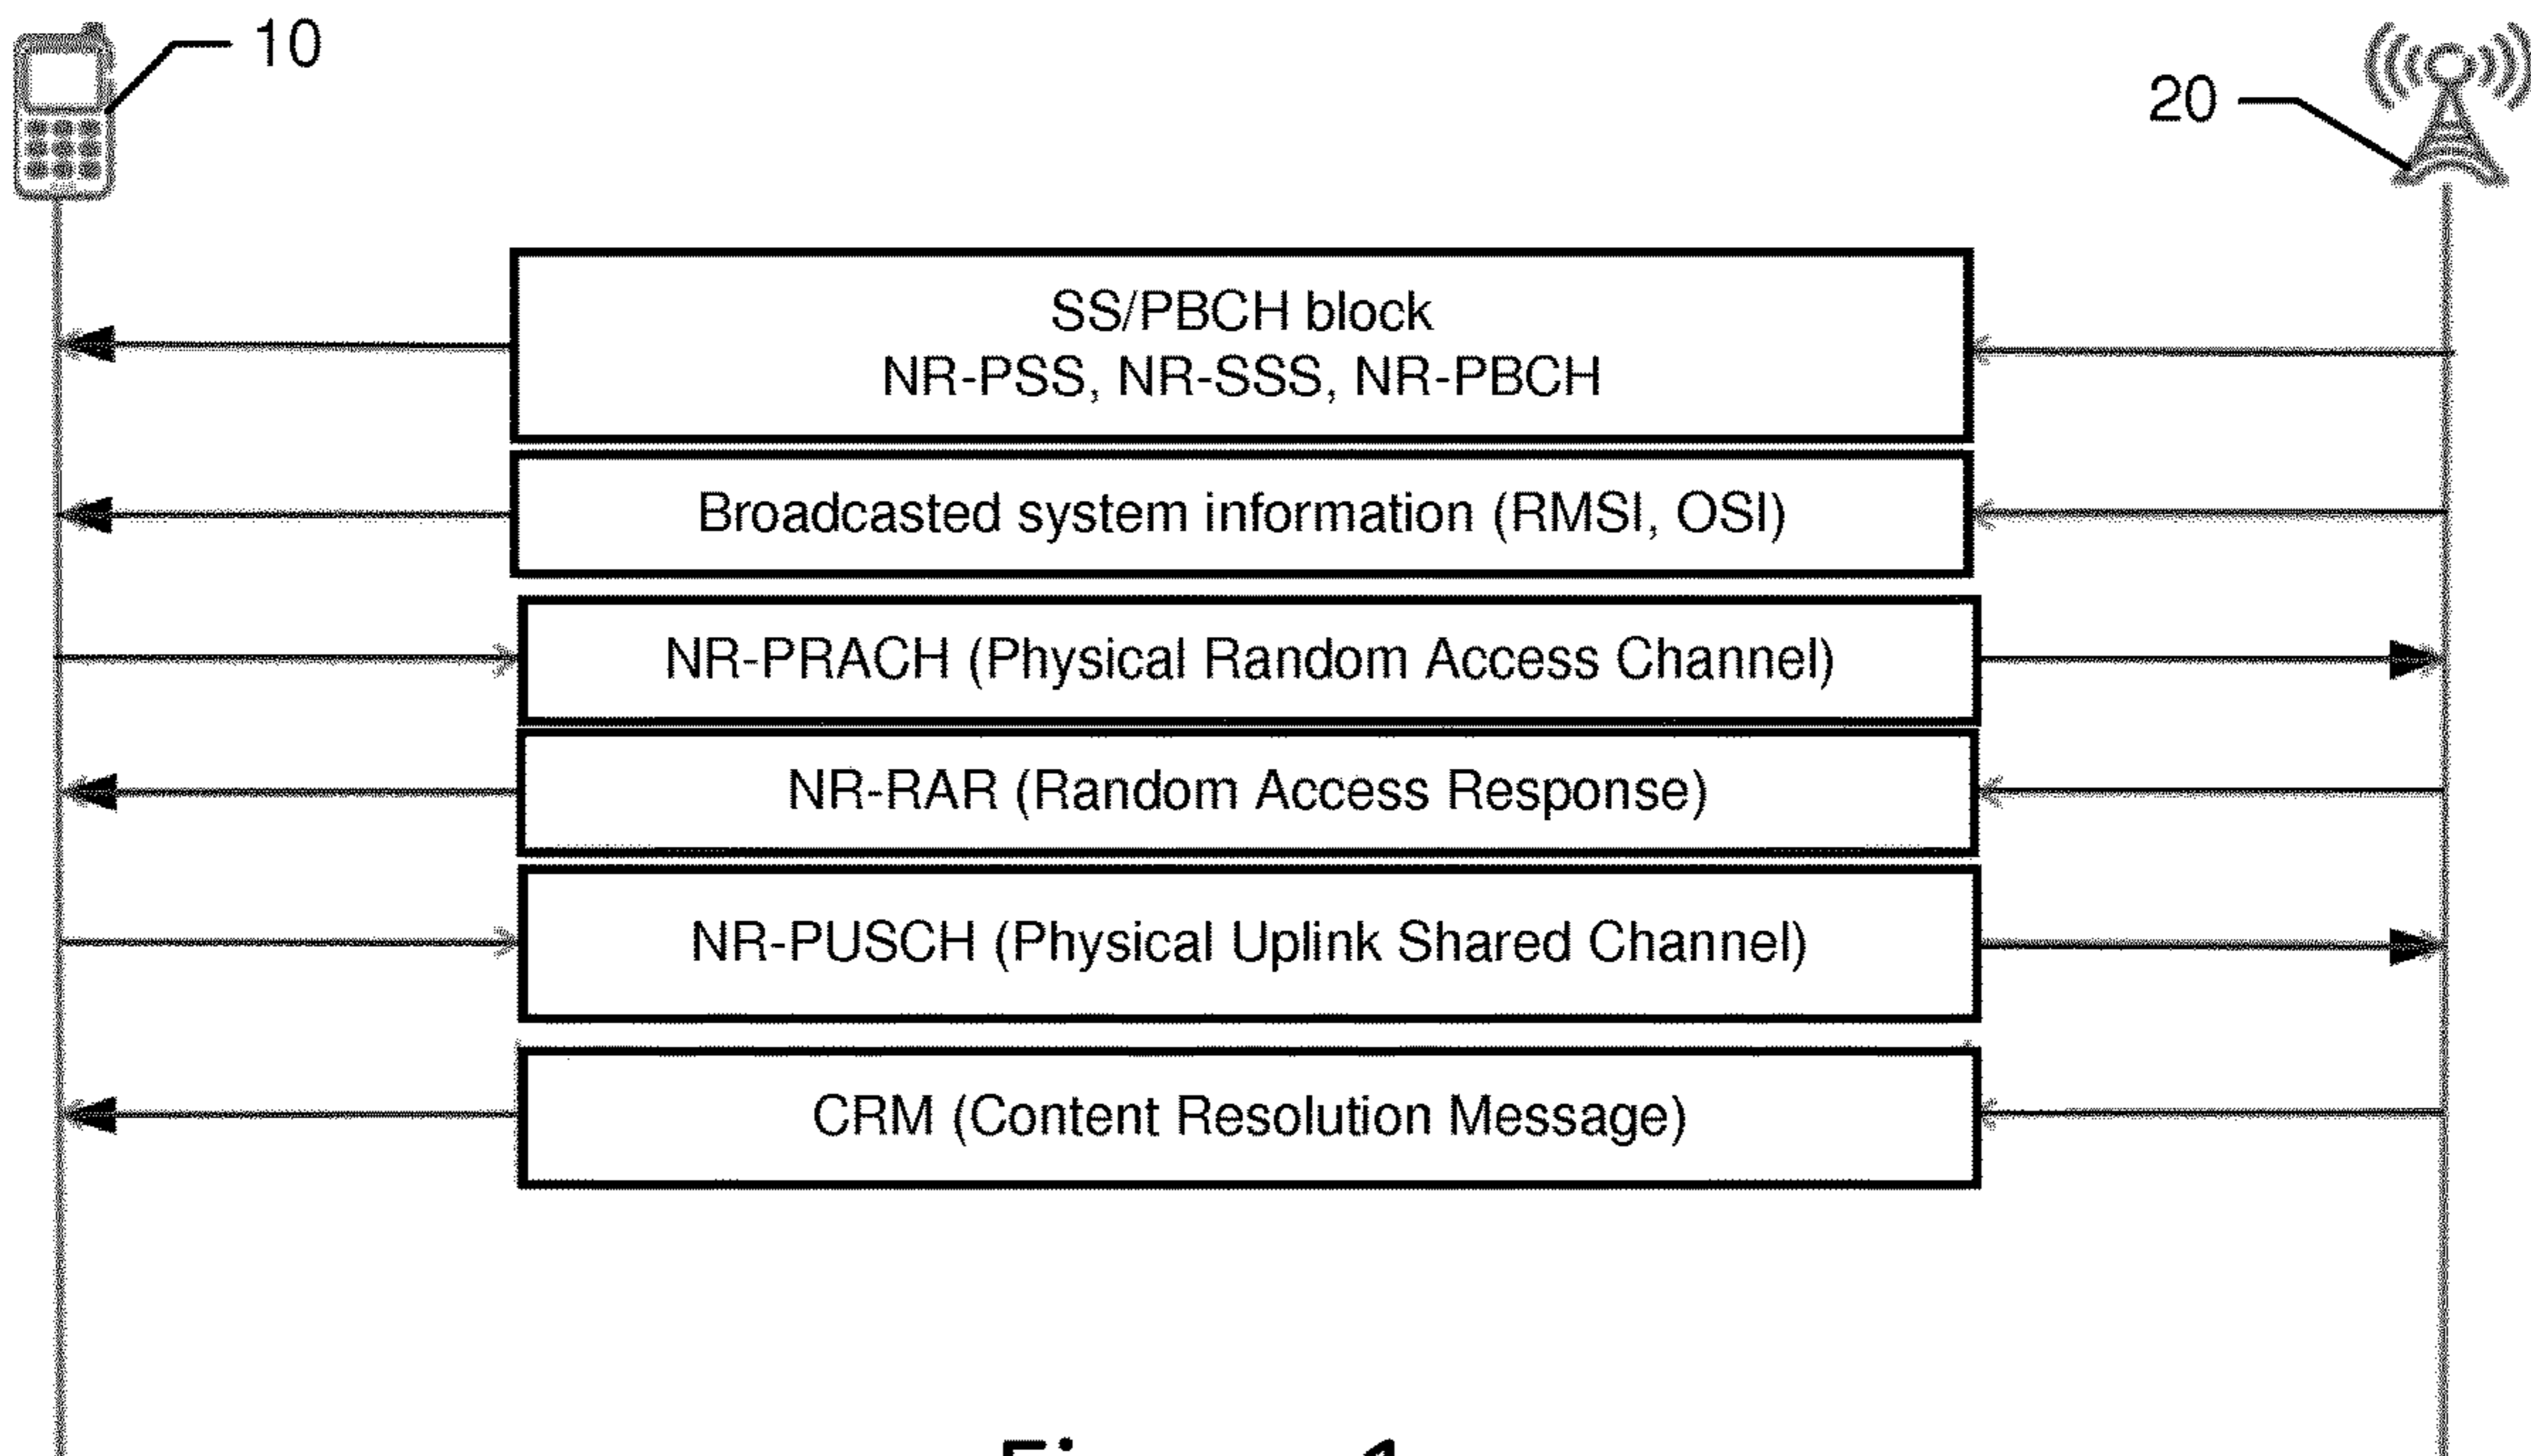 10
20
SS/PBCH block
NR-PSS, NR-SSS, NR-PBCH
Broadcasted system information (RMSI, OSI)
NR-PRACH (Physical Random Access Channel)
NR-RAR (Random Access Response)
NR-PUSCH (Physical Uplink Shared Channel)
CRM (Content Resolution Message)